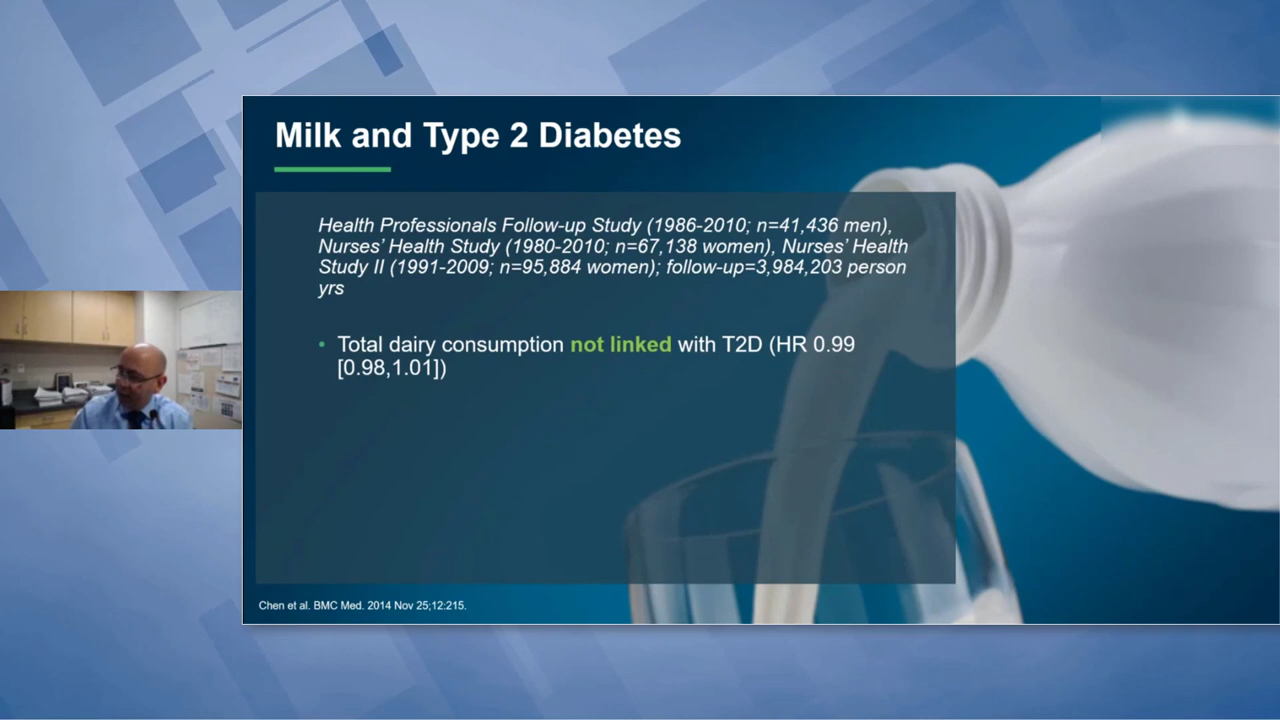 Milk and Type 2 Diabetes
Health Professionals Follow-up Study (1986-2010; n=41,436 men),
Nurses' Health Study (1980-2010; n=67,138 women), Nurses' Health
Study II (1991-2009; n=95,884 women); follow-up=3,984,203 person
yrs
• Total dairy consumption not linked with T2D (HR 0.99
[0.98,1.01])
Chen et al. BMC Med. 2014 Nov 25;12:215.